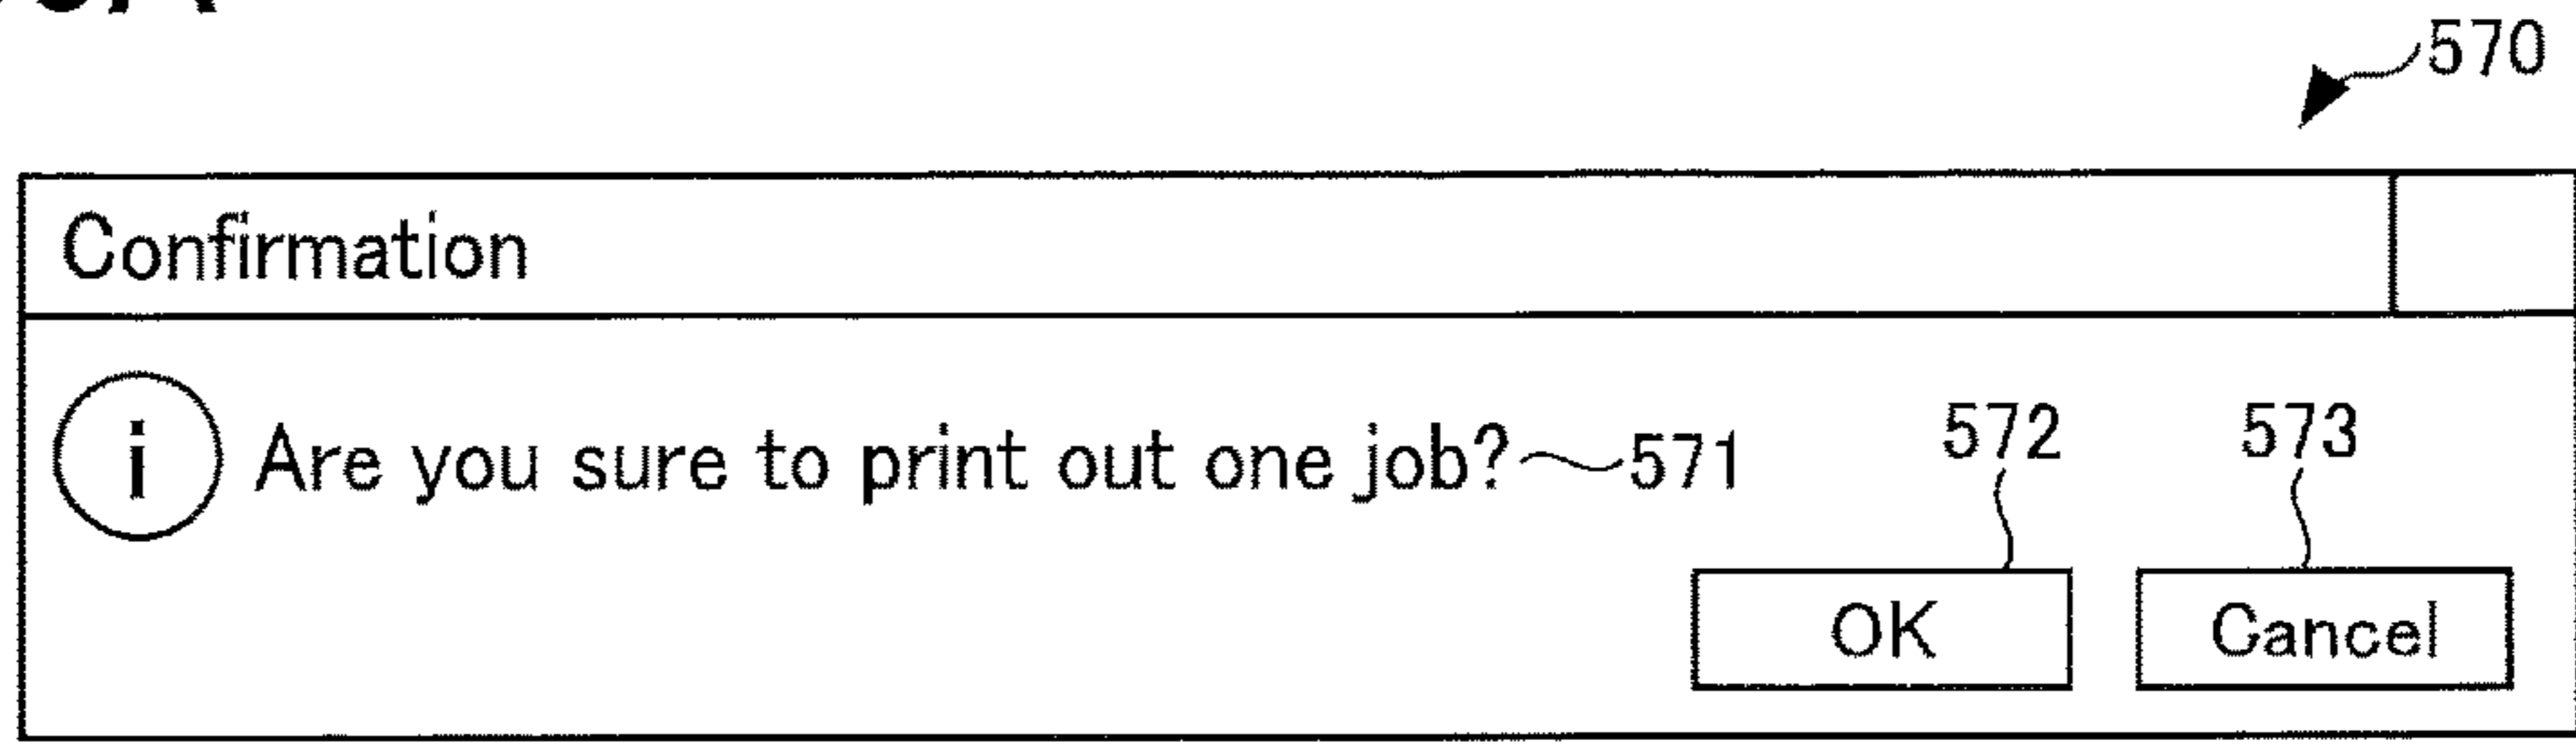 570
Confirmation
i Are you sure to print out one job? 571
572 573
OK Cancel